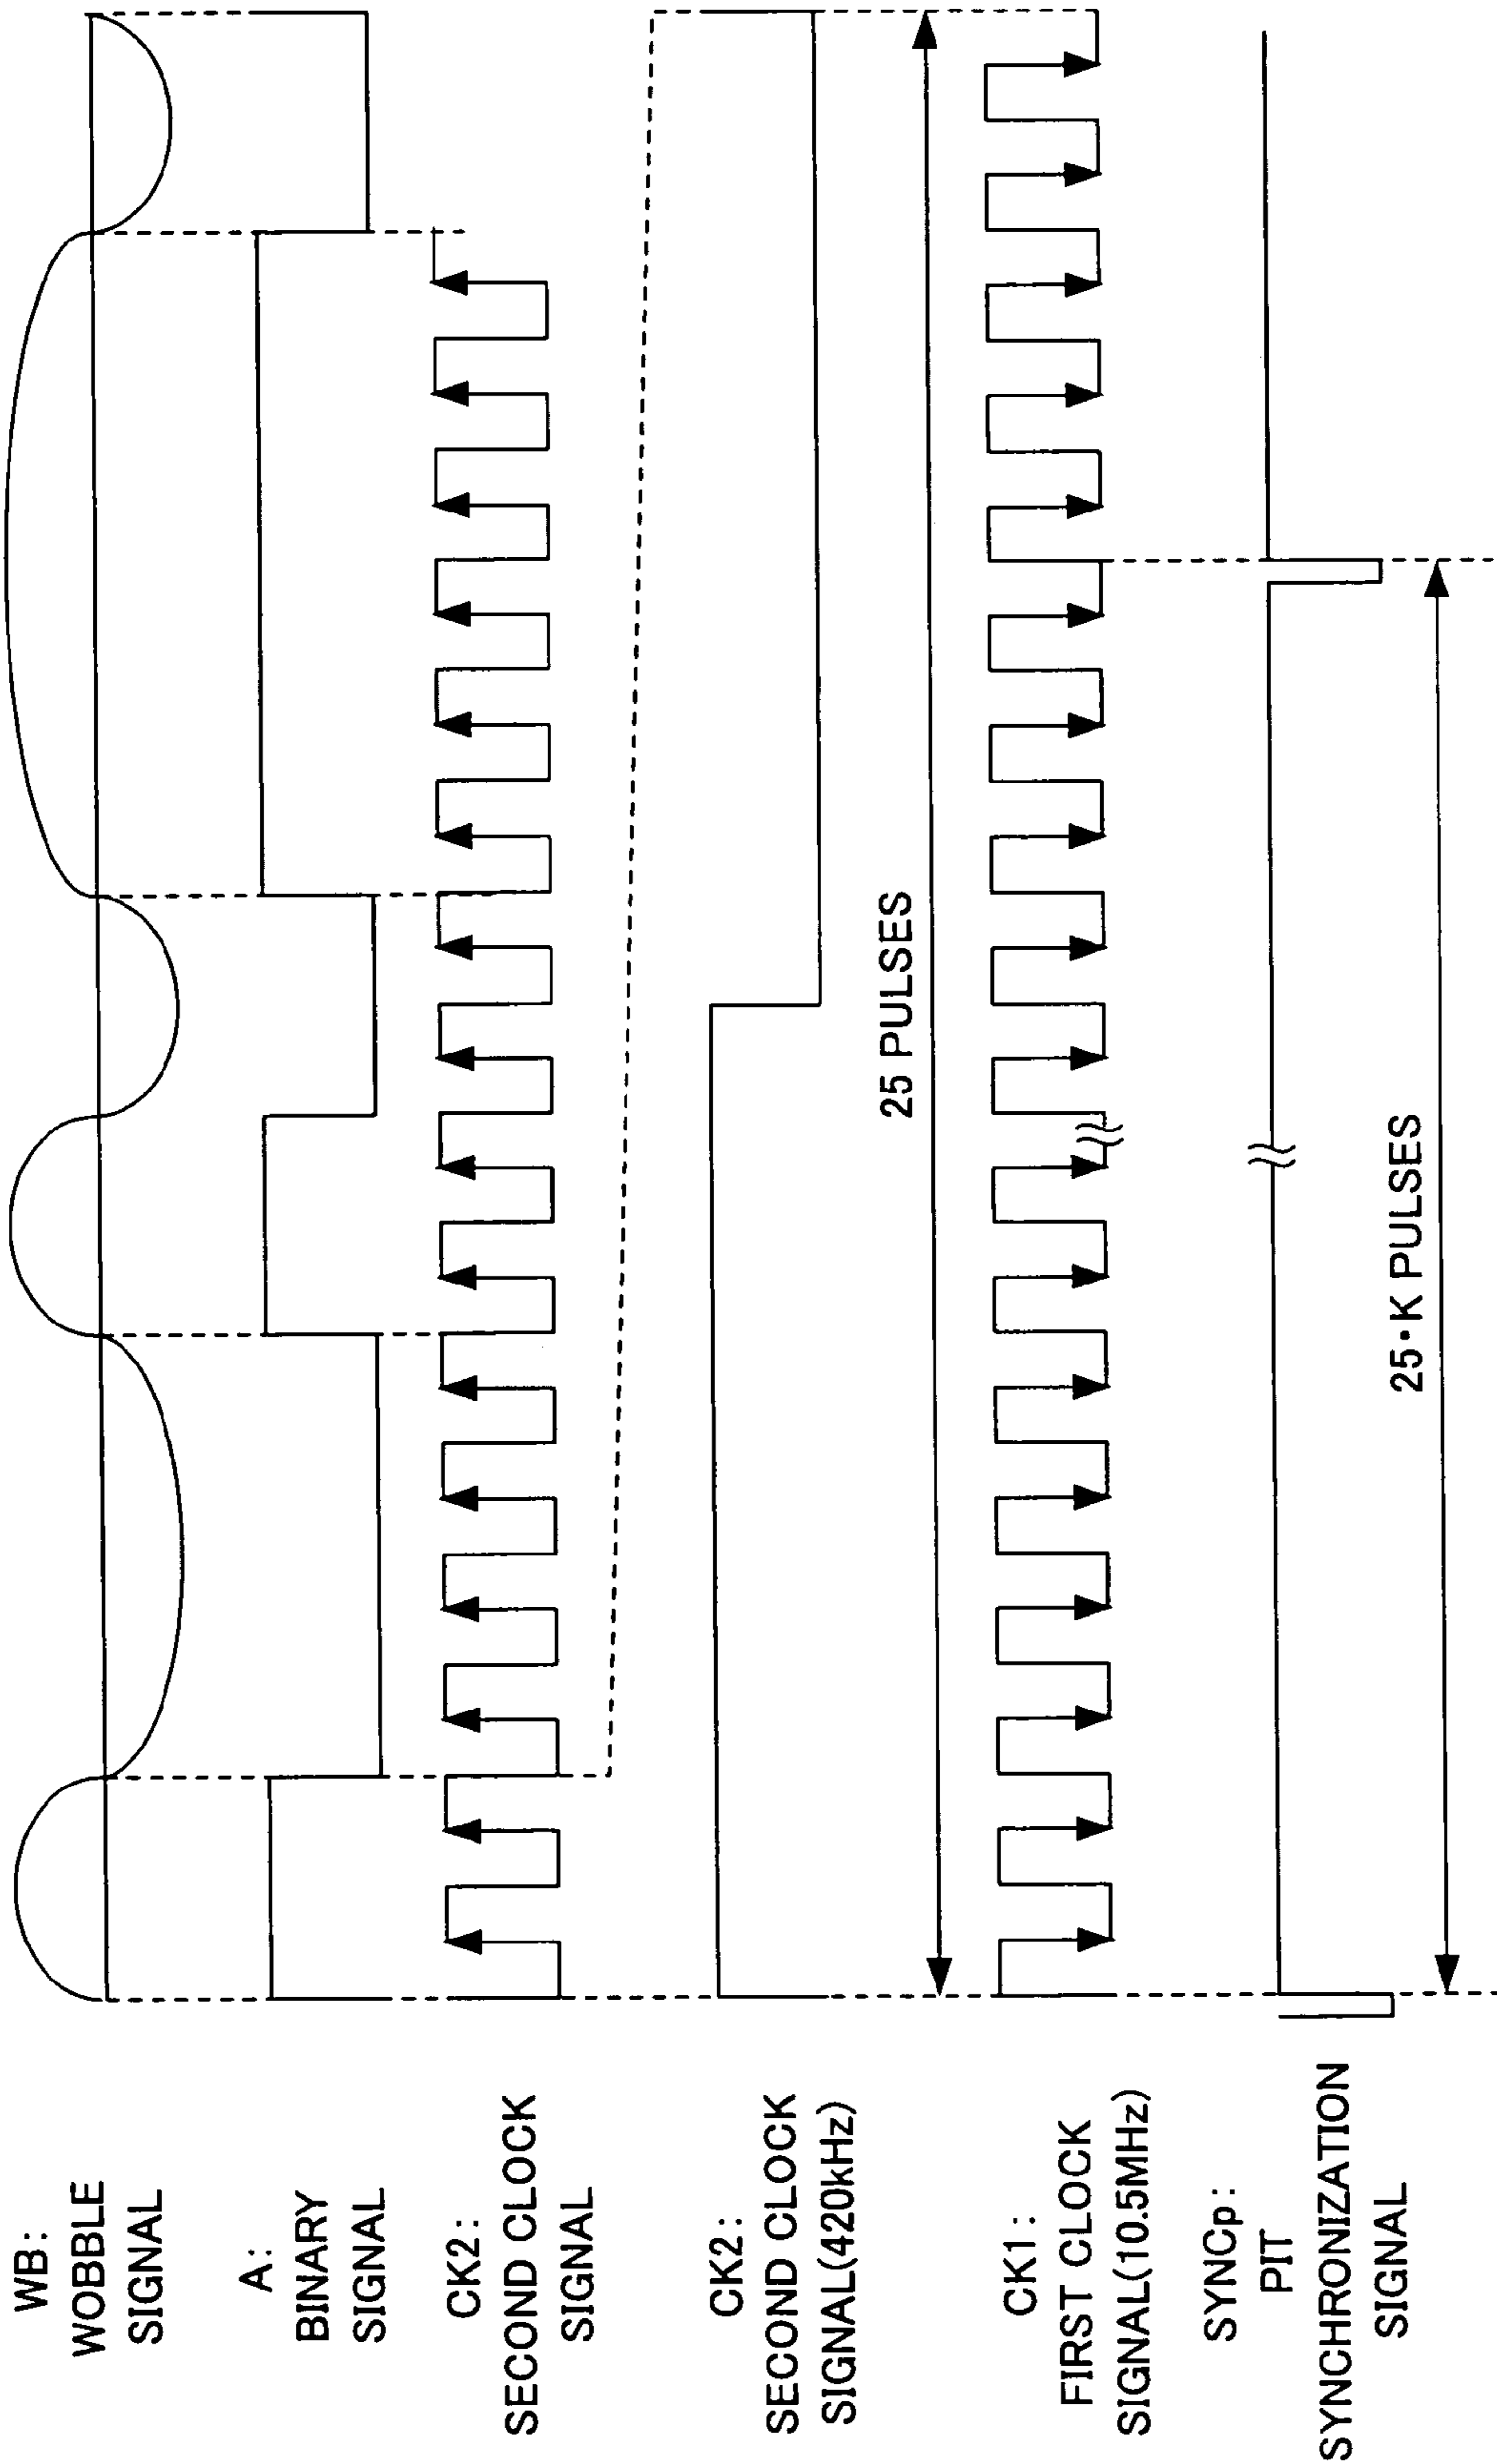 WB:
WOBBLE
SIGNAL
A:
BINARY
SIGNAL
CK2:
SECOND CLOCK
SIGNAL
CK2:
SECOND CLOCK
SIGNAL(420kHz)
25 PULSES
CK1:
FIRST CLOCK
SIGNAL(10.5MHz)
SYNCp:
PIT
SYNCHRONIZATION
SIGNAL
25·K PULSES